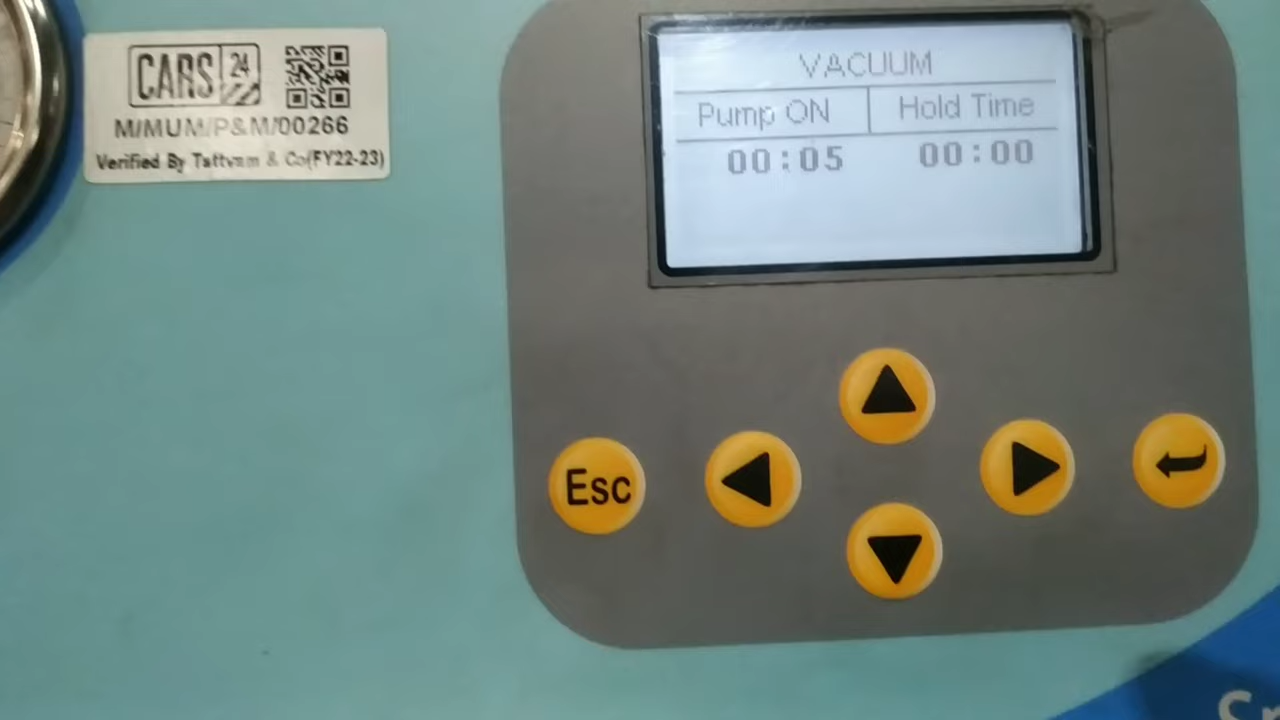 CARS 24
M/MUM/P&M/00266
Verified By Tattvam & Co(FY22-23)
VACUUM
Pump ON Hold Time
00:05 00:00
Esc